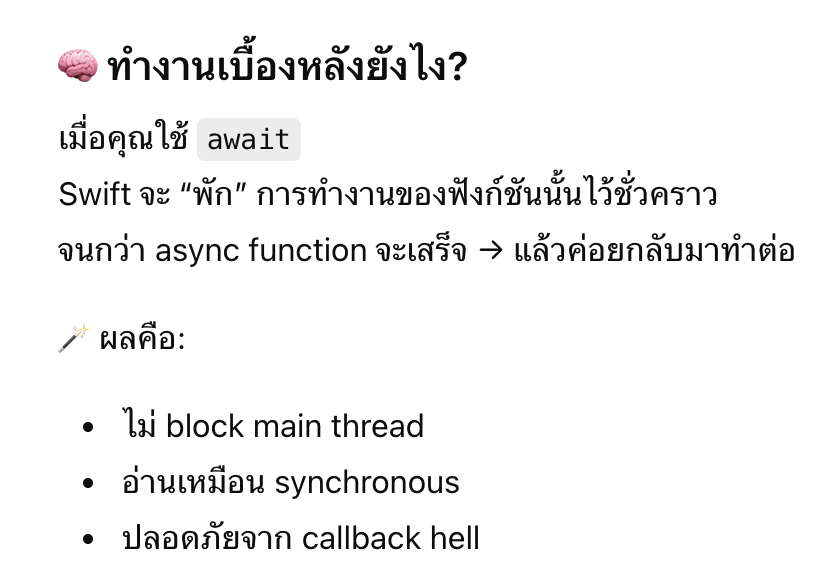 🧠 ทำงานเบื้องหลังยังไง?
เมื่อคุณใช้ await
Swift จะ “พัก” การทำงานของฟังก์ชันนั้นไว้ชั่วคราว
จนกว่า async function จะเสร็จ → แล้วค่อยกลับมาทำต่อ
🪄 ผลคือ:
• ไม่ block main thread
• อ่านเหมือน synchronous
• ปลอดภัยจาก callback hell